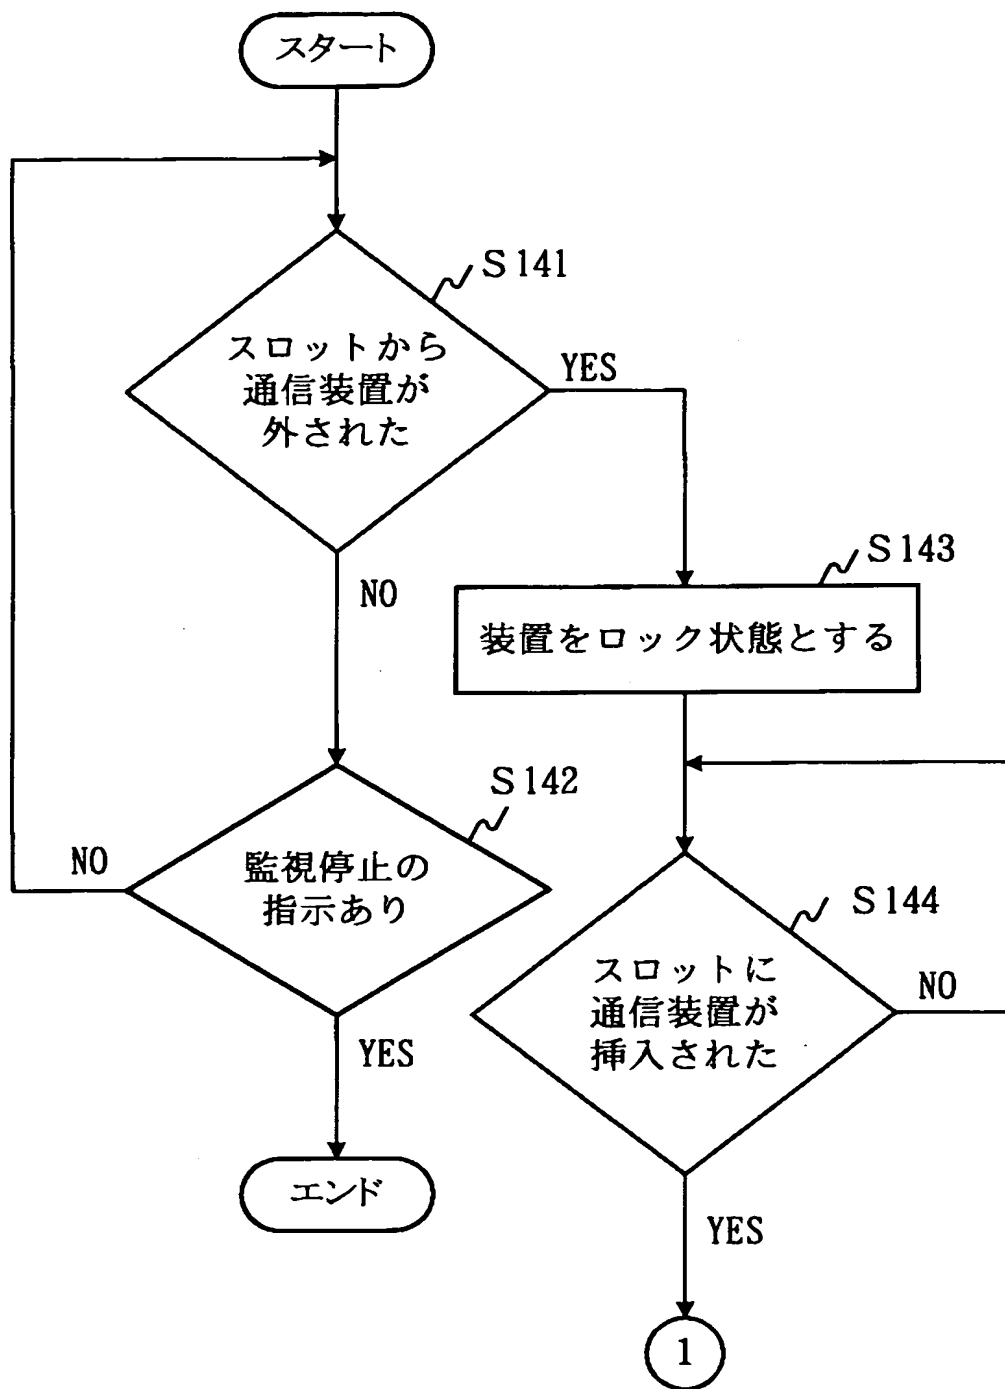 スタート
S141
スロットから
通信装置が
外された
YES
NO
S143
装置をロック状態とする
S142
監視停止の
指示あり
NO
YES
エンド
S144
スロットに
通信装置が
挿入された
NO
YES
1